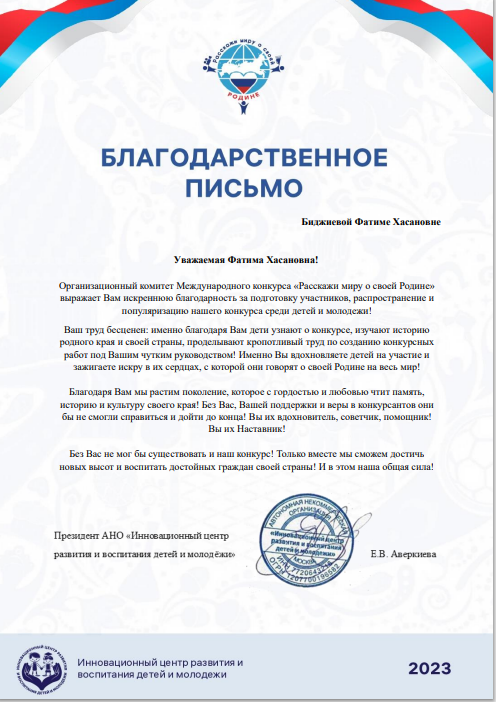 Расскажи миру о своей
РОДИНЕ
БЛАГОДАРСТВЕННОЕ
ПИСЬМО
Биджиевой Фатиме Хасановне
Уважаемая Фатима Хасановна!
Организационный комитет Международного конкурса «Расскажи миру о своей Родине»
выражает Вам искреннюю благодарность за подготовку участников, распространение и
популяризацию нашего конкурса среди детей и молодежи!
Ваш труд бесценен: именно благодаря Вам дети узнают о конкурсе, изучают историю
родного края и своей страны, проделывают кропотливый труд по созданию конкурсных
работ под Вашим чутким руководством! Именно Вы вдохновляете детей на участие и
зажигаете искру в их сердцах, с которой они говорят о своей Родине на весь мир!
Благодаря Вам мы растим поколение, которое с гордостью и любовью чтит память,
историю и культуру своего края! Без Вас, Вашей поддержки и веры в конкурсантов они
бы не смогли справиться и дойти до конца! Вы их вдохновитель, советчик, помощник!
Вы их Наставник!
Без Вас не мог бы существовать и наш конкурс! Только вместе мы сможем достичь
новых высот и воспитать достойных граждан своей страны! И в этом наша общая сила!
АВТОНОМНАЯ НЕКОММЕРЧЕСКАЯ
ОРГАНИЗАЦИЯ
«Инновационный центр
развития и воспитания
детей и молодежи»
МОСКВА
Президент АНО «Инновационный центр
развития и воспитания детей и молодёжи»
Е.В. Аверкиева
ИННОВАЦИОННЫЙ ЦЕНТР РАЗВИТИЯ
И ВОСПИТАНИЯ ДЕТЕЙ И МОЛОДЕЖИ
Инновационный центр развития и
воспитания детей и молодежи
2023